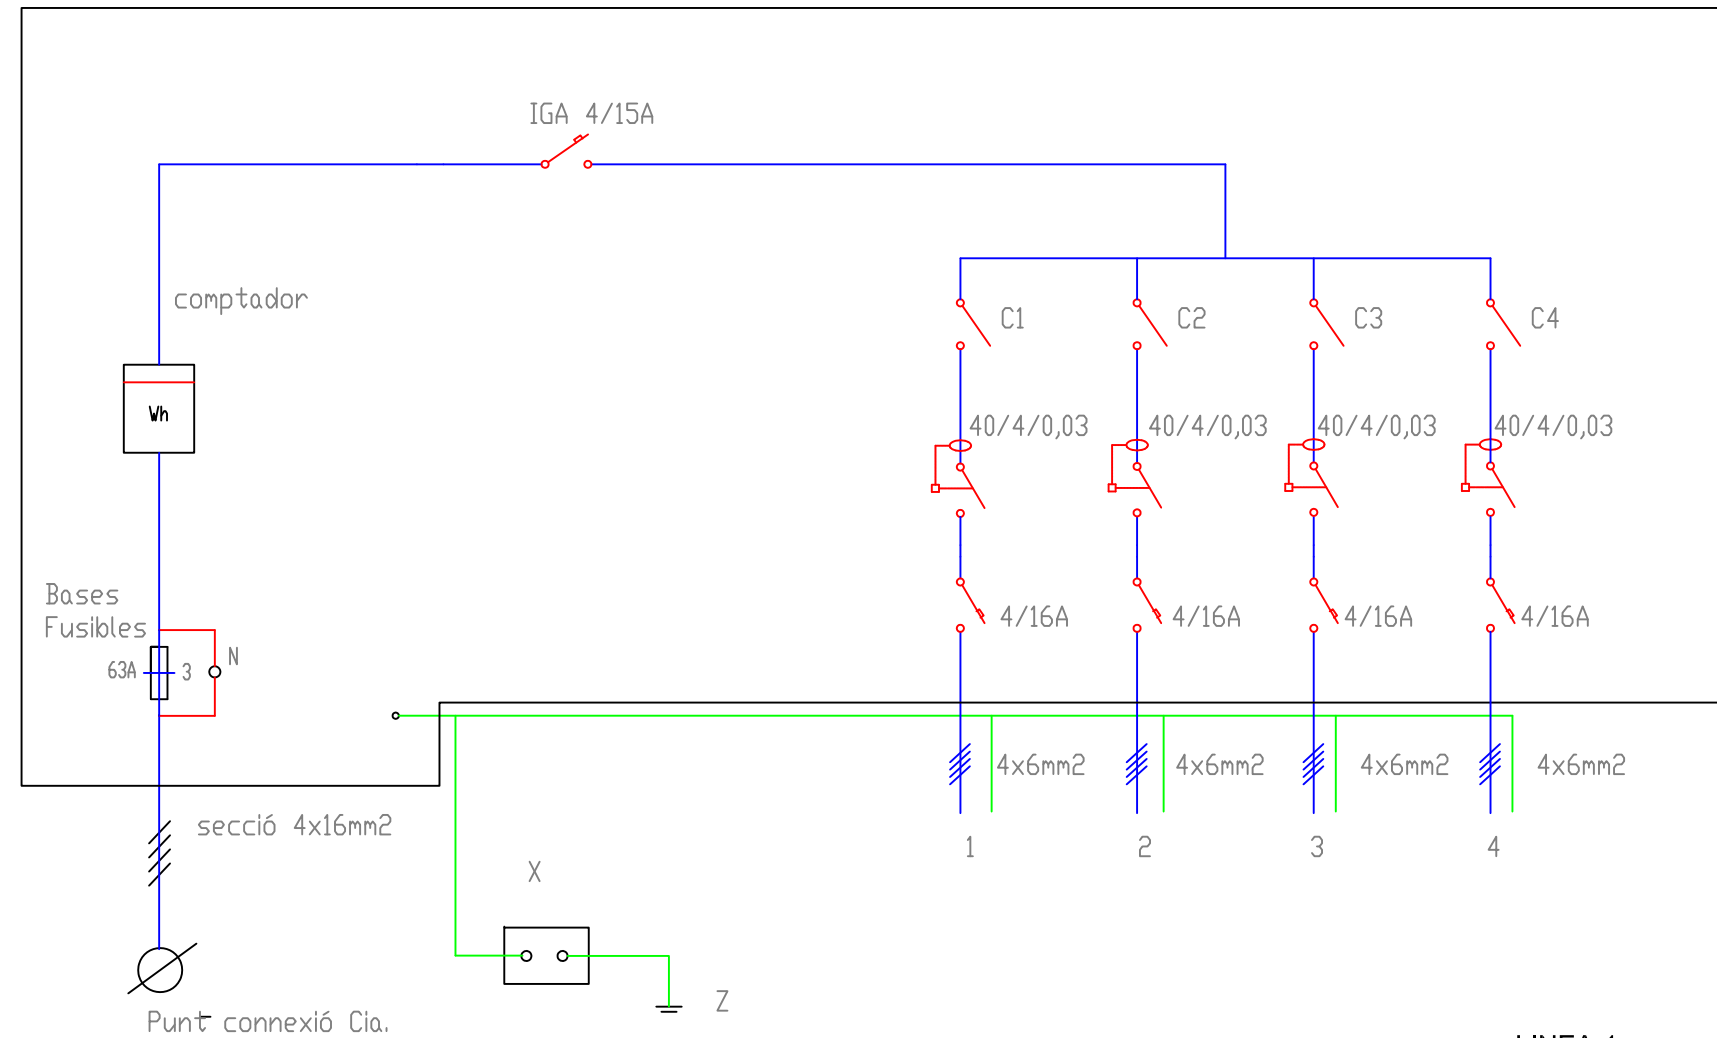 IGA 4/15A
comptador
C1
C2
C3
C4
Wh
40/4/0,03
40/4/0,03
40/4/0,03
40/4/0,03
Bases
Fusibles
63A
3
N
4/16A
4/16A
4/16A
4/16A
4x6mm2
4x6mm2
4x6mm2
4x6mm2
secció 4x16mm2
1
2
3
4
X
Z
Punt connexió Cia.